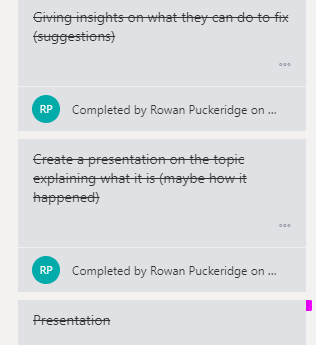 Giving insights on what they can do to fix
(suggestions)
RP Completed by Rowan Puckeridge on ...
Create a presentation on the topic
explaining what it is (maybe how it
happened)
RP Completed by Rowan Puckeridge on ...
Presentation